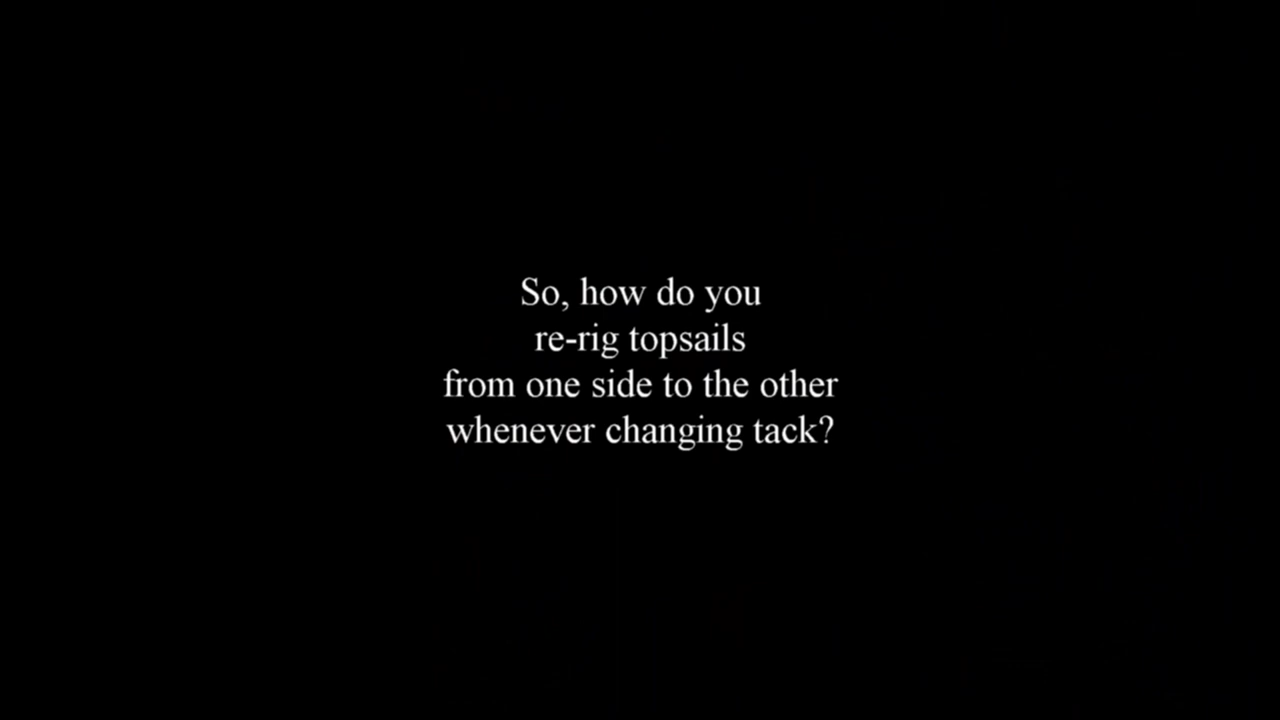 So, how do you
re-rig topsails
from one side to the other
whenever changing tack?